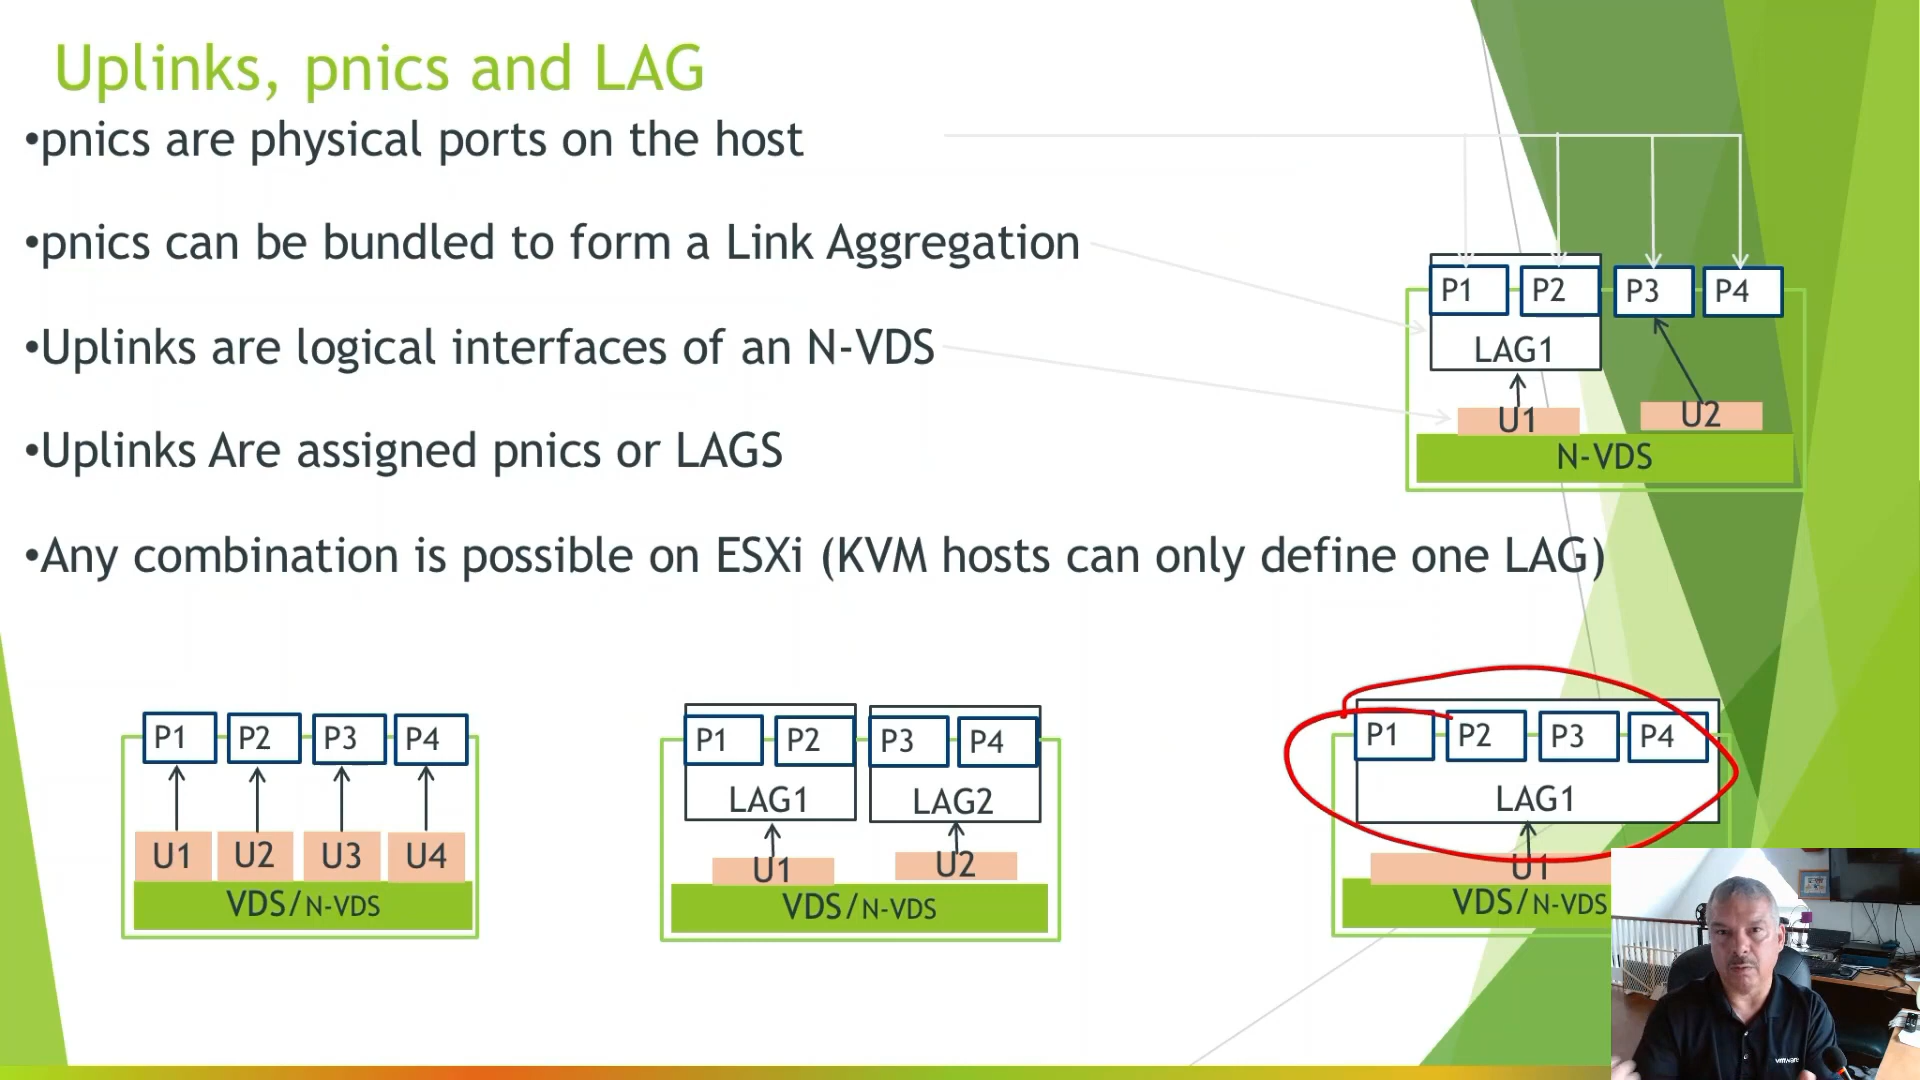 Uplinks, pnics and LAG
•pnics are physical ports on the host
•pnics can be bundled to form a Link Aggregation
•Uplinks are logical interfaces of an N-VDS
•Uplinks Are assigned pnics or LAGS
•Any combination is possible on ESXi (KVM hosts can only define one LAG)
P1 P2 P3 P4
LAG1
U1 U2
N-VDS
P1 P2 P3 P4
U1 U2 U3 U4
VDS/N-VDS
P1 P2 P3 P4
LAG1 LAG2
U1 U2
VDS/N-VDS
P1 P2 P3 P4
LAG1
U1
VDS/N-VDS
vmware